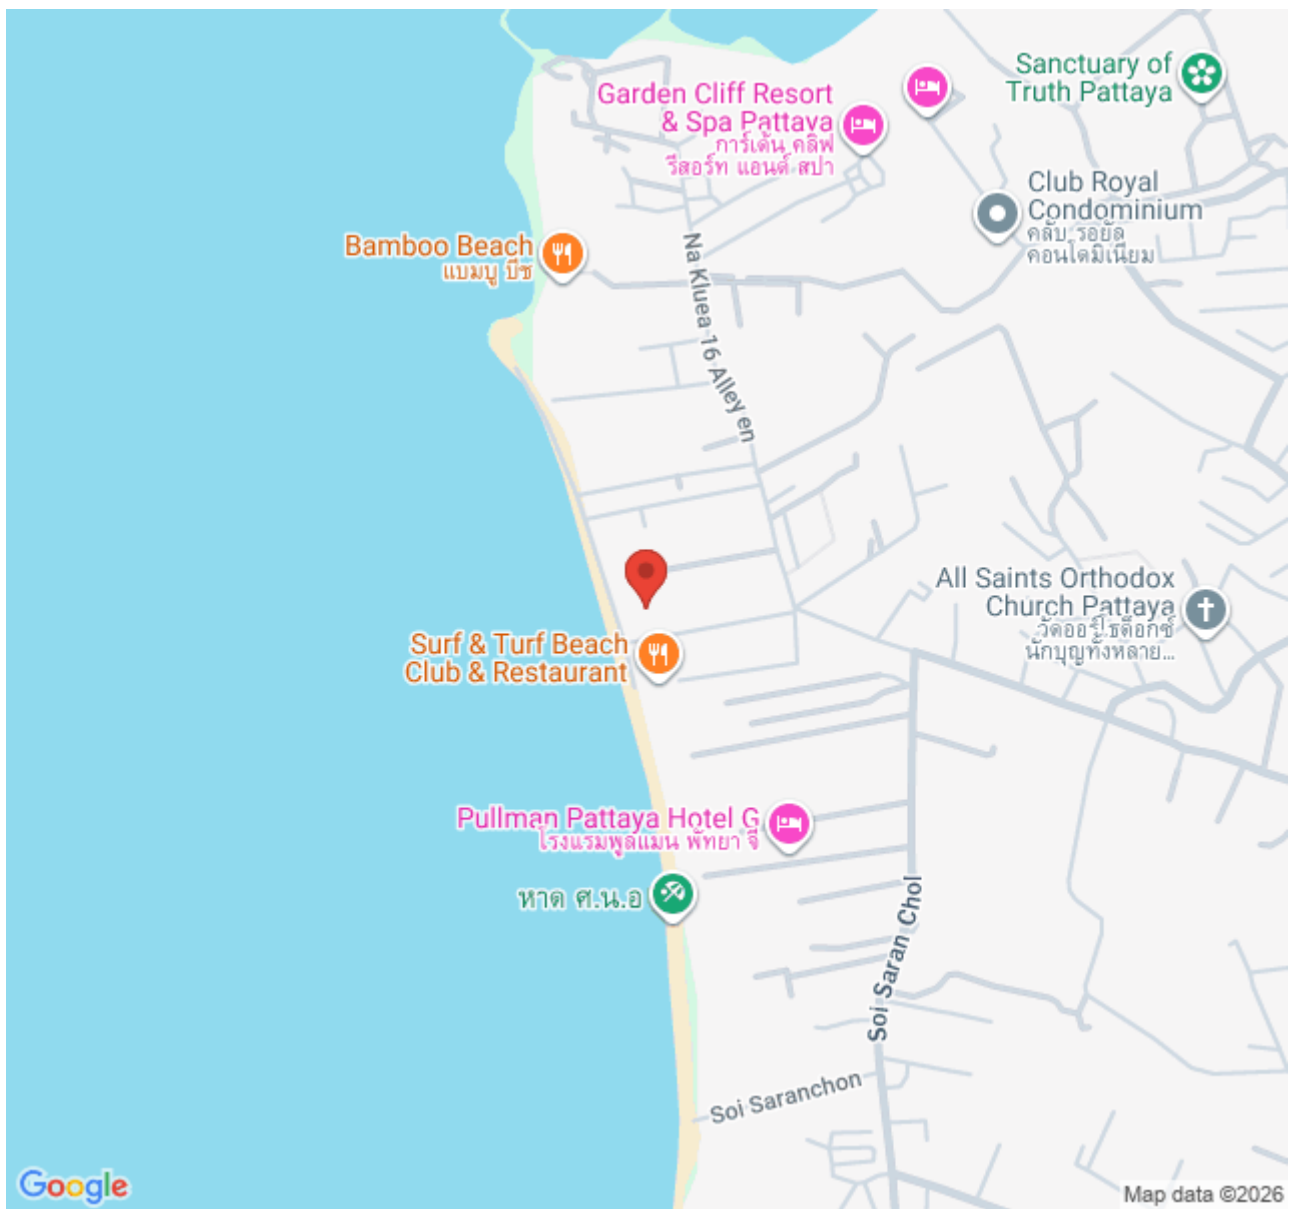 Sanctuary of
Truth Pattaya
Garden Cliff Resort
& Spa Pattaya
การ์เด้น คลิฟ
รีสอร์ท แอนด์ สปา
Club Royal
Condominium
คลับ รอยัล
คอนโดมิเนียม
Bamboo Beach
แบมบู บีช
Na Kluea 16 Alley en
All Saints Orthodox
Church Pattaya
วัดออร์โธด็อกซ์
นักบุญทั้งหลาย...
Surf & Turf Beach
Club & Restaurant
Pullman Pattaya Hotel G
โรงแรมพูลแมน พัทยา จี
หาด ศ.น.อ
Soi Saran Chol
Soi Saranchon
Google
Map data ©2026